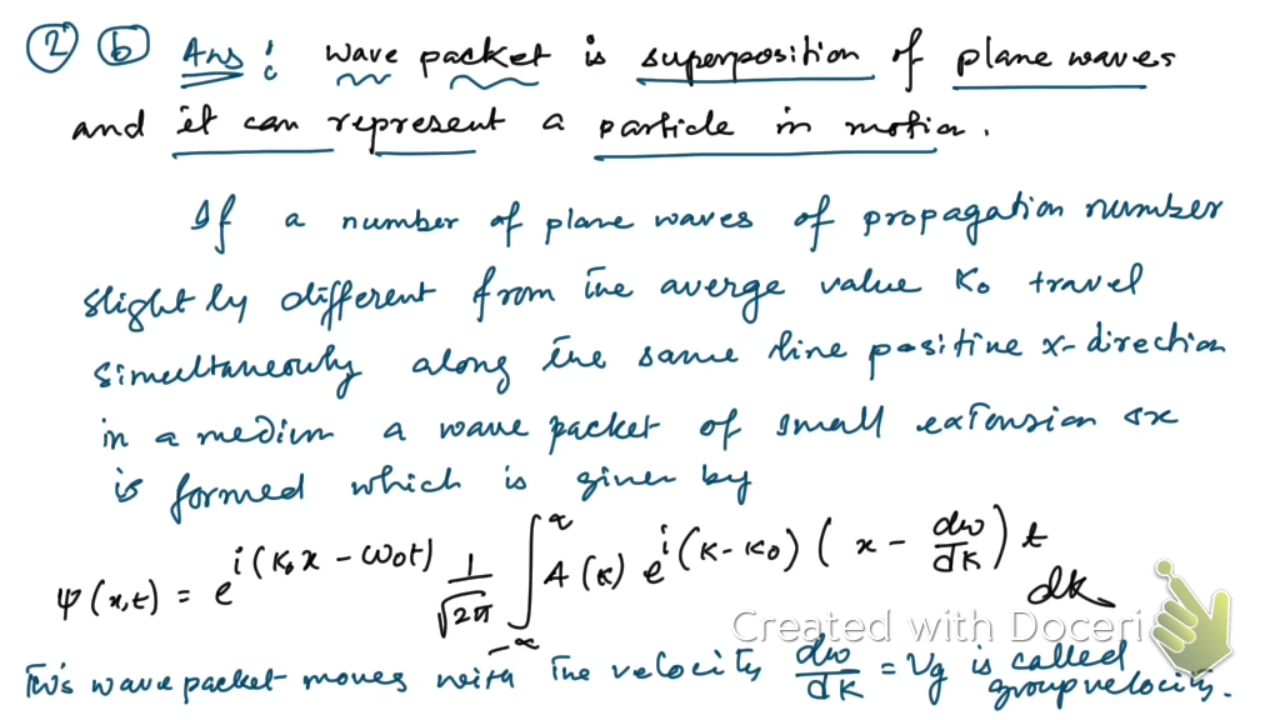 ② ⓑ Ans : Wave packet is superposition of plane waves
and it can represent a particle in motion.
If a number of plane waves of propagation number
slightly different from the averge value K₀ travel
simultaneously along the same line positive x-direction
in a medium a wave packet of small extension Δx
is formed which is given by
ψ(x,t) = e^{i(K₀x - ω₀t)} 1/√2π ∫_{-∞}^{∞} A(K) e^{i(K-K₀)(x - dω/dK)t} dk
Created with Doceri
This wave packet moves with the velocity dω/dK = Vg is called group velocity.